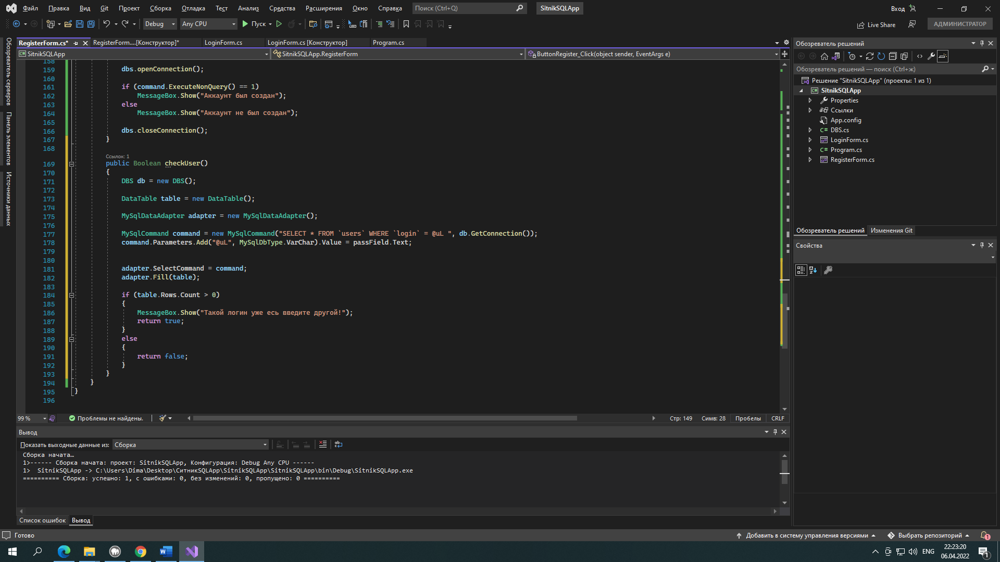 Файл Правка Вид Git Проект Сборка Отладка Тест Анализ Средства Расширения Окно Справка Поиск (Ctrl+Q) SitnikSQLApp Вход
Debug Any CPU Пуск Live Share АДМИНИСТРАТОР
RegisterForm.cs* RegisterForm....[Конструктор]* LoginForm.cs LoginForm.cs [Конструктор] Program.cs
SitnikSQLApp SitnikSQLApp.RegisterForm ButtonRegister_Click(object sender, EventArgs e)
158
159 dbs.openConnection();
160
161 if (command.ExecuteNonQuery() == 1)
162 MessageBox.Show("Аккаунт был создан");
163 else
164 MessageBox.Show("Аккаунт не был создан");
165
166 dbs.closeConnection();
167 }
168
Ссылок: 1
169 public Boolean checkUser()
170 {
171 DBS db = new DBS();
172
173 DataTable table = new DataTable();
174
175 MySqlDataAdapter adapter = new MySqlDataAdapter();
176
177 MySqlCommand command = new MySqlCommand("SELECT * FROM `users` WHERE `login` = @uL ", db.GetConnection());
178 command.Parameters.Add("@uL", MySqlDbType.VarChar).Value = passField.Text;
179
180
181 adapter.SelectCommand = command;
182 adapter.Fill(table);
183
184 if (table.Rows.Count > 0)
185 {
186 MessageBox.Show("Такой логин уже есь введите другой!");
187 return true;
188 }
189 else
190 {
191 return false;
192 }
193 }
194 }
195 }
196
99 % Проблемы не найдены. Стр: 149 Симв: 28 Пробелы CRLF
Вывод
Показать выходные данные из: Сборка
Сборка начата…
1>------ Сборка начата: проект: SitnikSQLApp, Конфигурация: Debug Any CPU ------
1> SitnikSQLApp -> C:\Users\Dima\Desktop\СитникSQLApp\SitnikSQLApp\SitnikSQLApp\bin\Debug\SitnikSQLApp.exe
========== Сборка: успешно: 1, с ошибками: 0, без изменений: 0, пропущено: 0 ==========
Список ошибок Вывод
Обозреватель серверов
Панель элементов
Источники данных
Обозреватель решений
Обозреватель решений — поиск (Ctrl+ж)
Решение "SitnikSQLApp" (проекты: 1 из 1)
SitnikSQLApp
Properties
Ссылки
App.config
DBS.cs
LoginForm.cs
Program.cs
RegisterForm.cs
Обозреватель решений Изменения Git
Свойства
Готово Добавить в систему управления версиями Выбрать репозиторий 1
ENG 22:23:20
06.04.2022 1